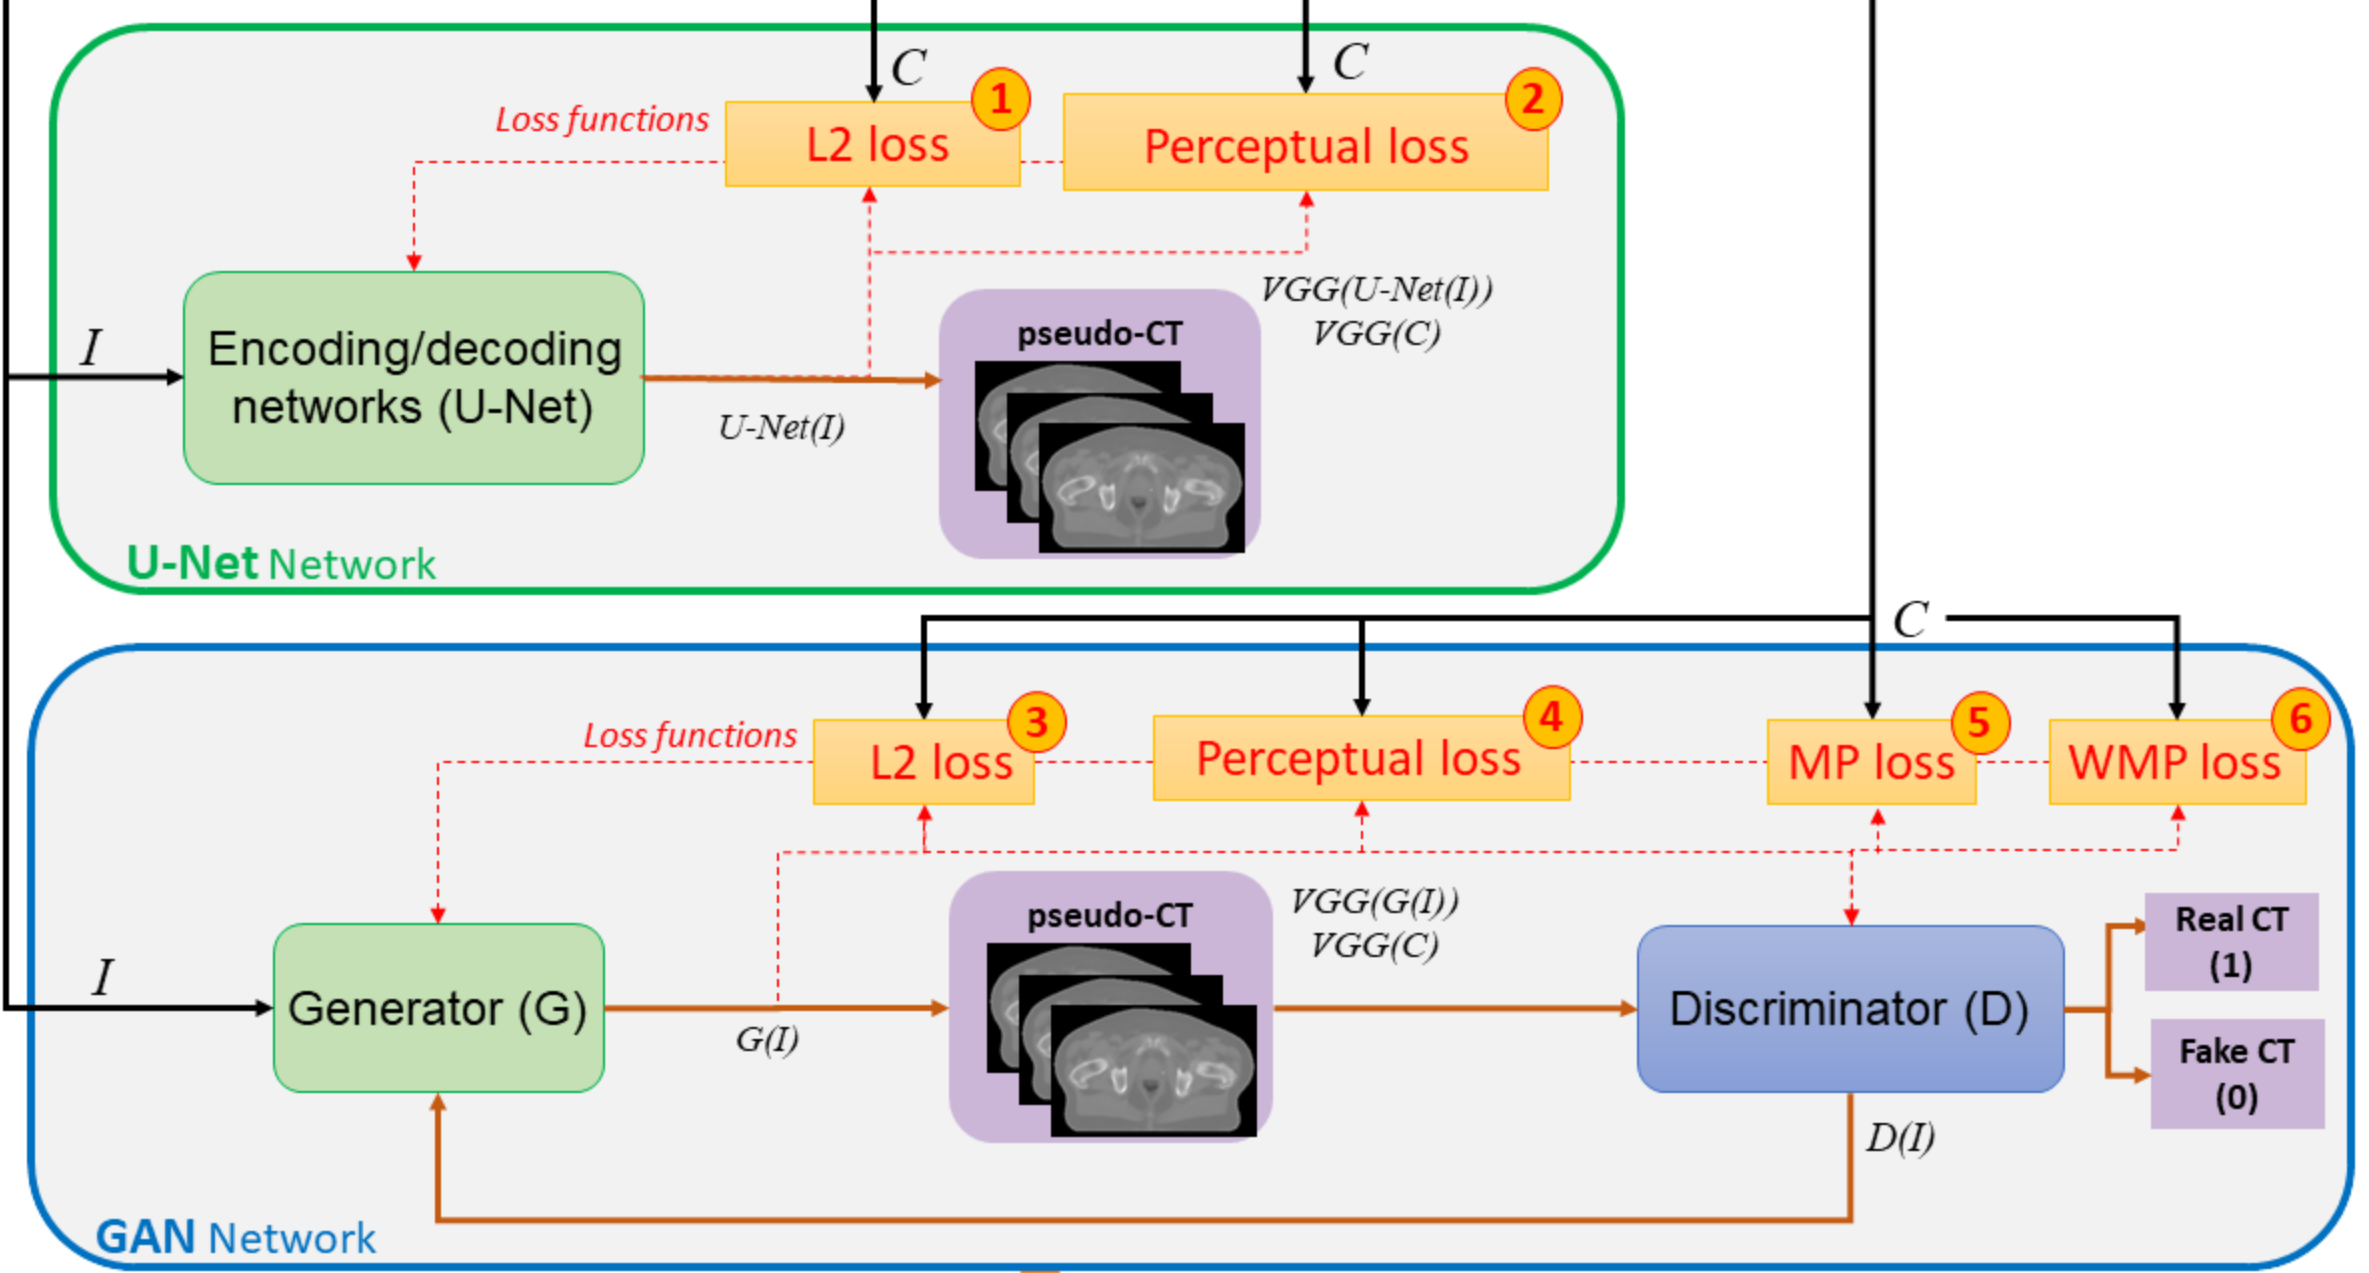 C
C
1
2
Loss functions
L2 loss
Perceptual loss
I
Encoding/decoding
networks (U-Net)
U-Net(I)
pseudo-CT
VGG(U-Net(I))
VGG(C)
U-Net Network
C
3
4
5
6
Loss functions
L2 loss
Perceptual loss
MP loss
WMP loss
I
Generator (G)
G(I)
pseudo-CT
VGG(G(I))
VGG(C)
Discriminator (D)
Real CT
(1)
Fake CT
(0)
D(I)
GAN Network